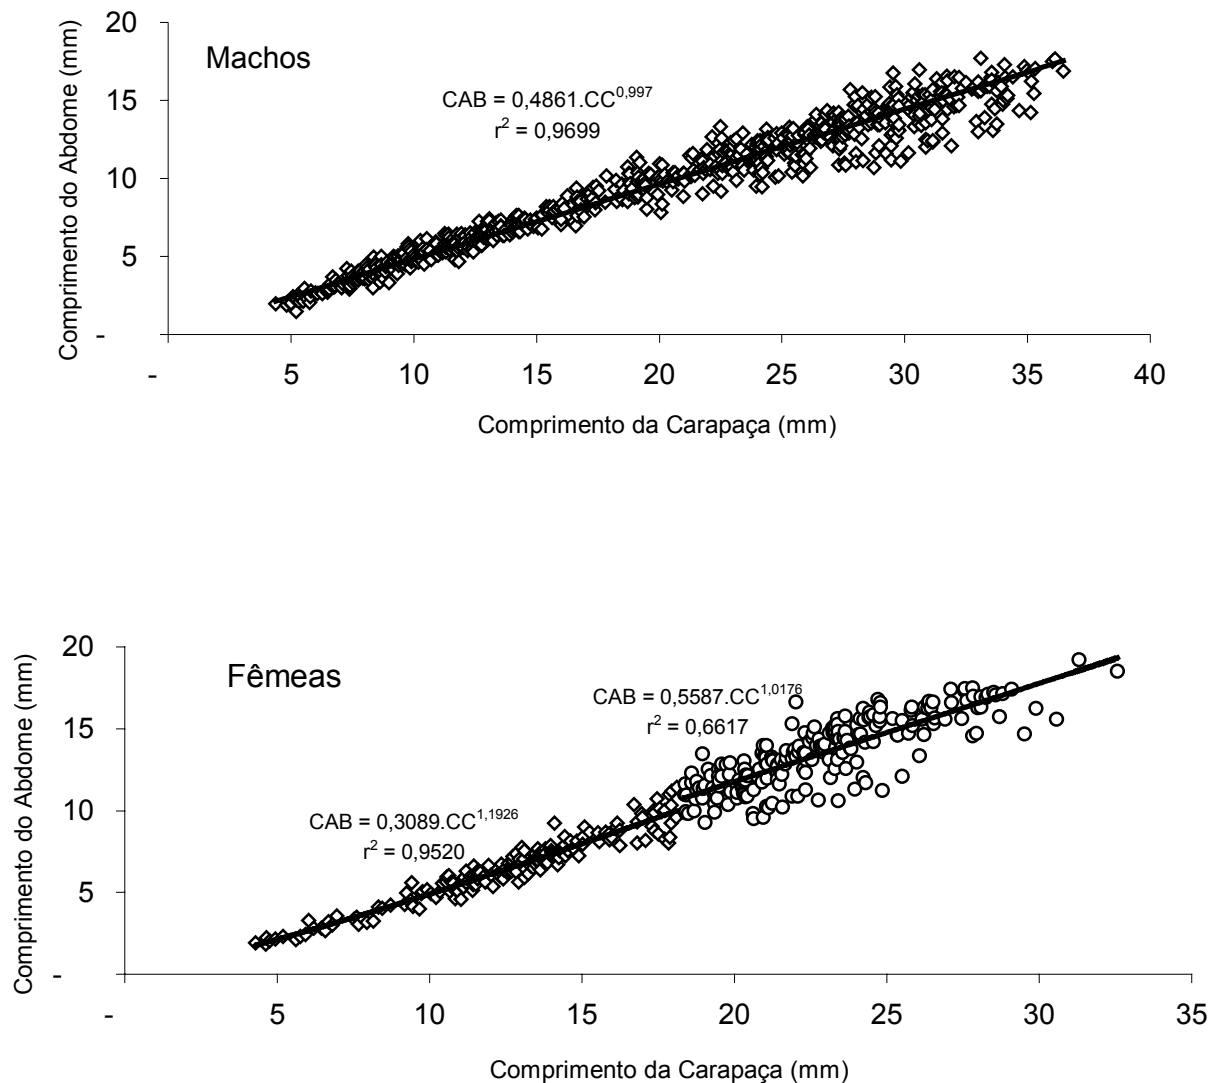 Machos
CAB = 0,4861.CC^0,997
r² = 0,9699
Comprimento do Abdome (mm)
20
15
10
5
-
-
5
10
15
20
25
30
35
40
Comprimento da Carapaça (mm)
Fêmeas
CAB = 0,5587.CC^1,0176
r² = 0,6617
CAB = 0,3089.CC^1,1926
r² = 0,9520
Comprimento do Abdome (mm)
20
15
10
5
-
-
5
10
15
20
25
30
35
Comprimento da Carapaça (mm)